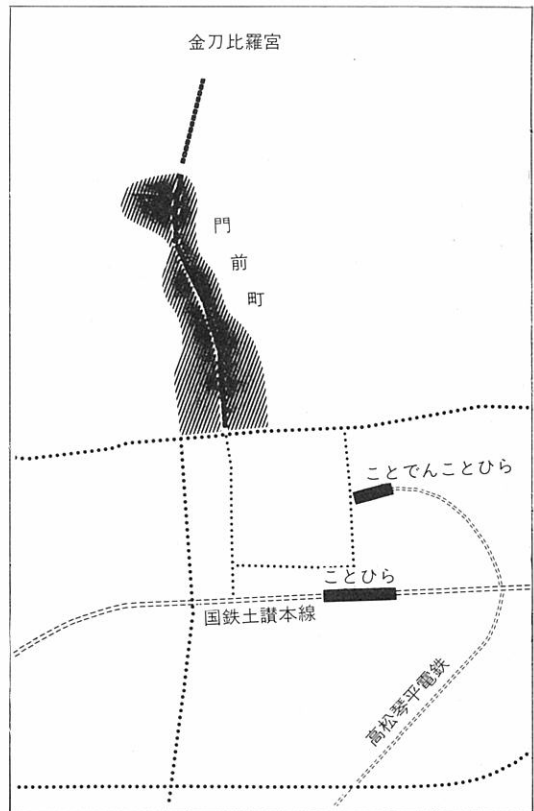 金刀比羅宮
門前町
ことでんことひら
ことひら
国鉄土讃本線
高松琴平電鉄